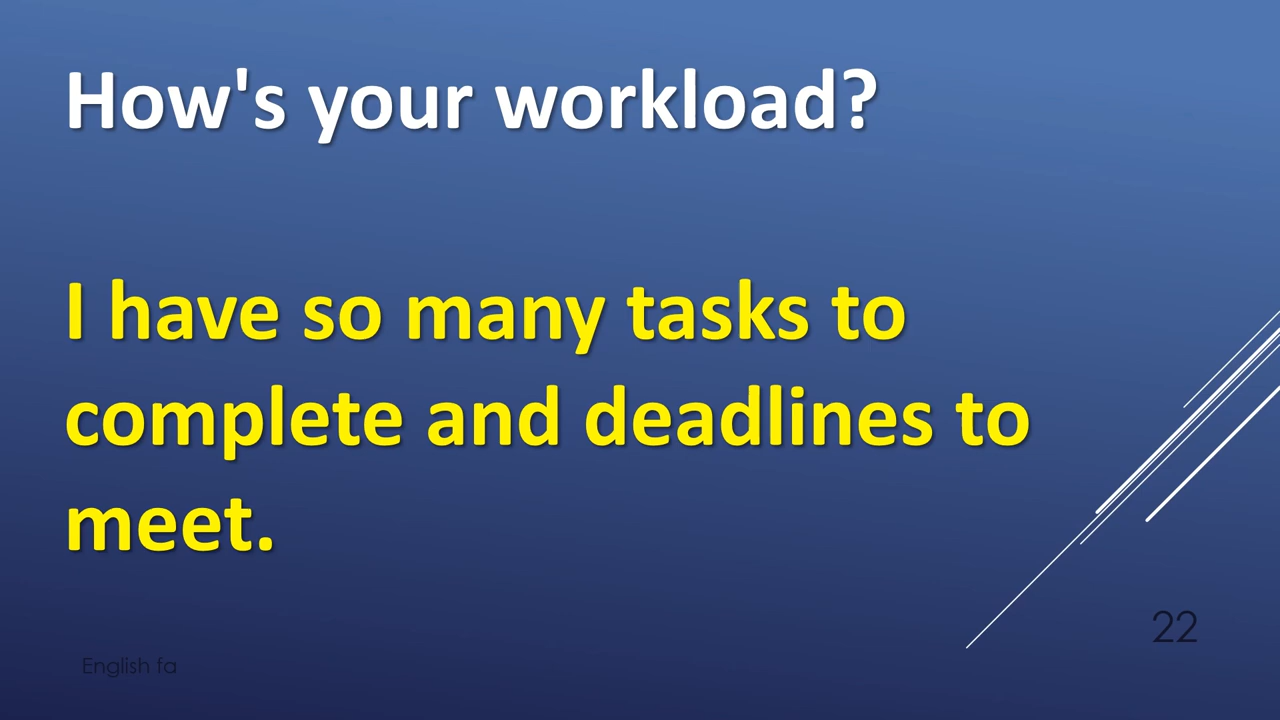 How's your workload?
I have so many tasks to
complete and deadlines to
meet.
22
English fa